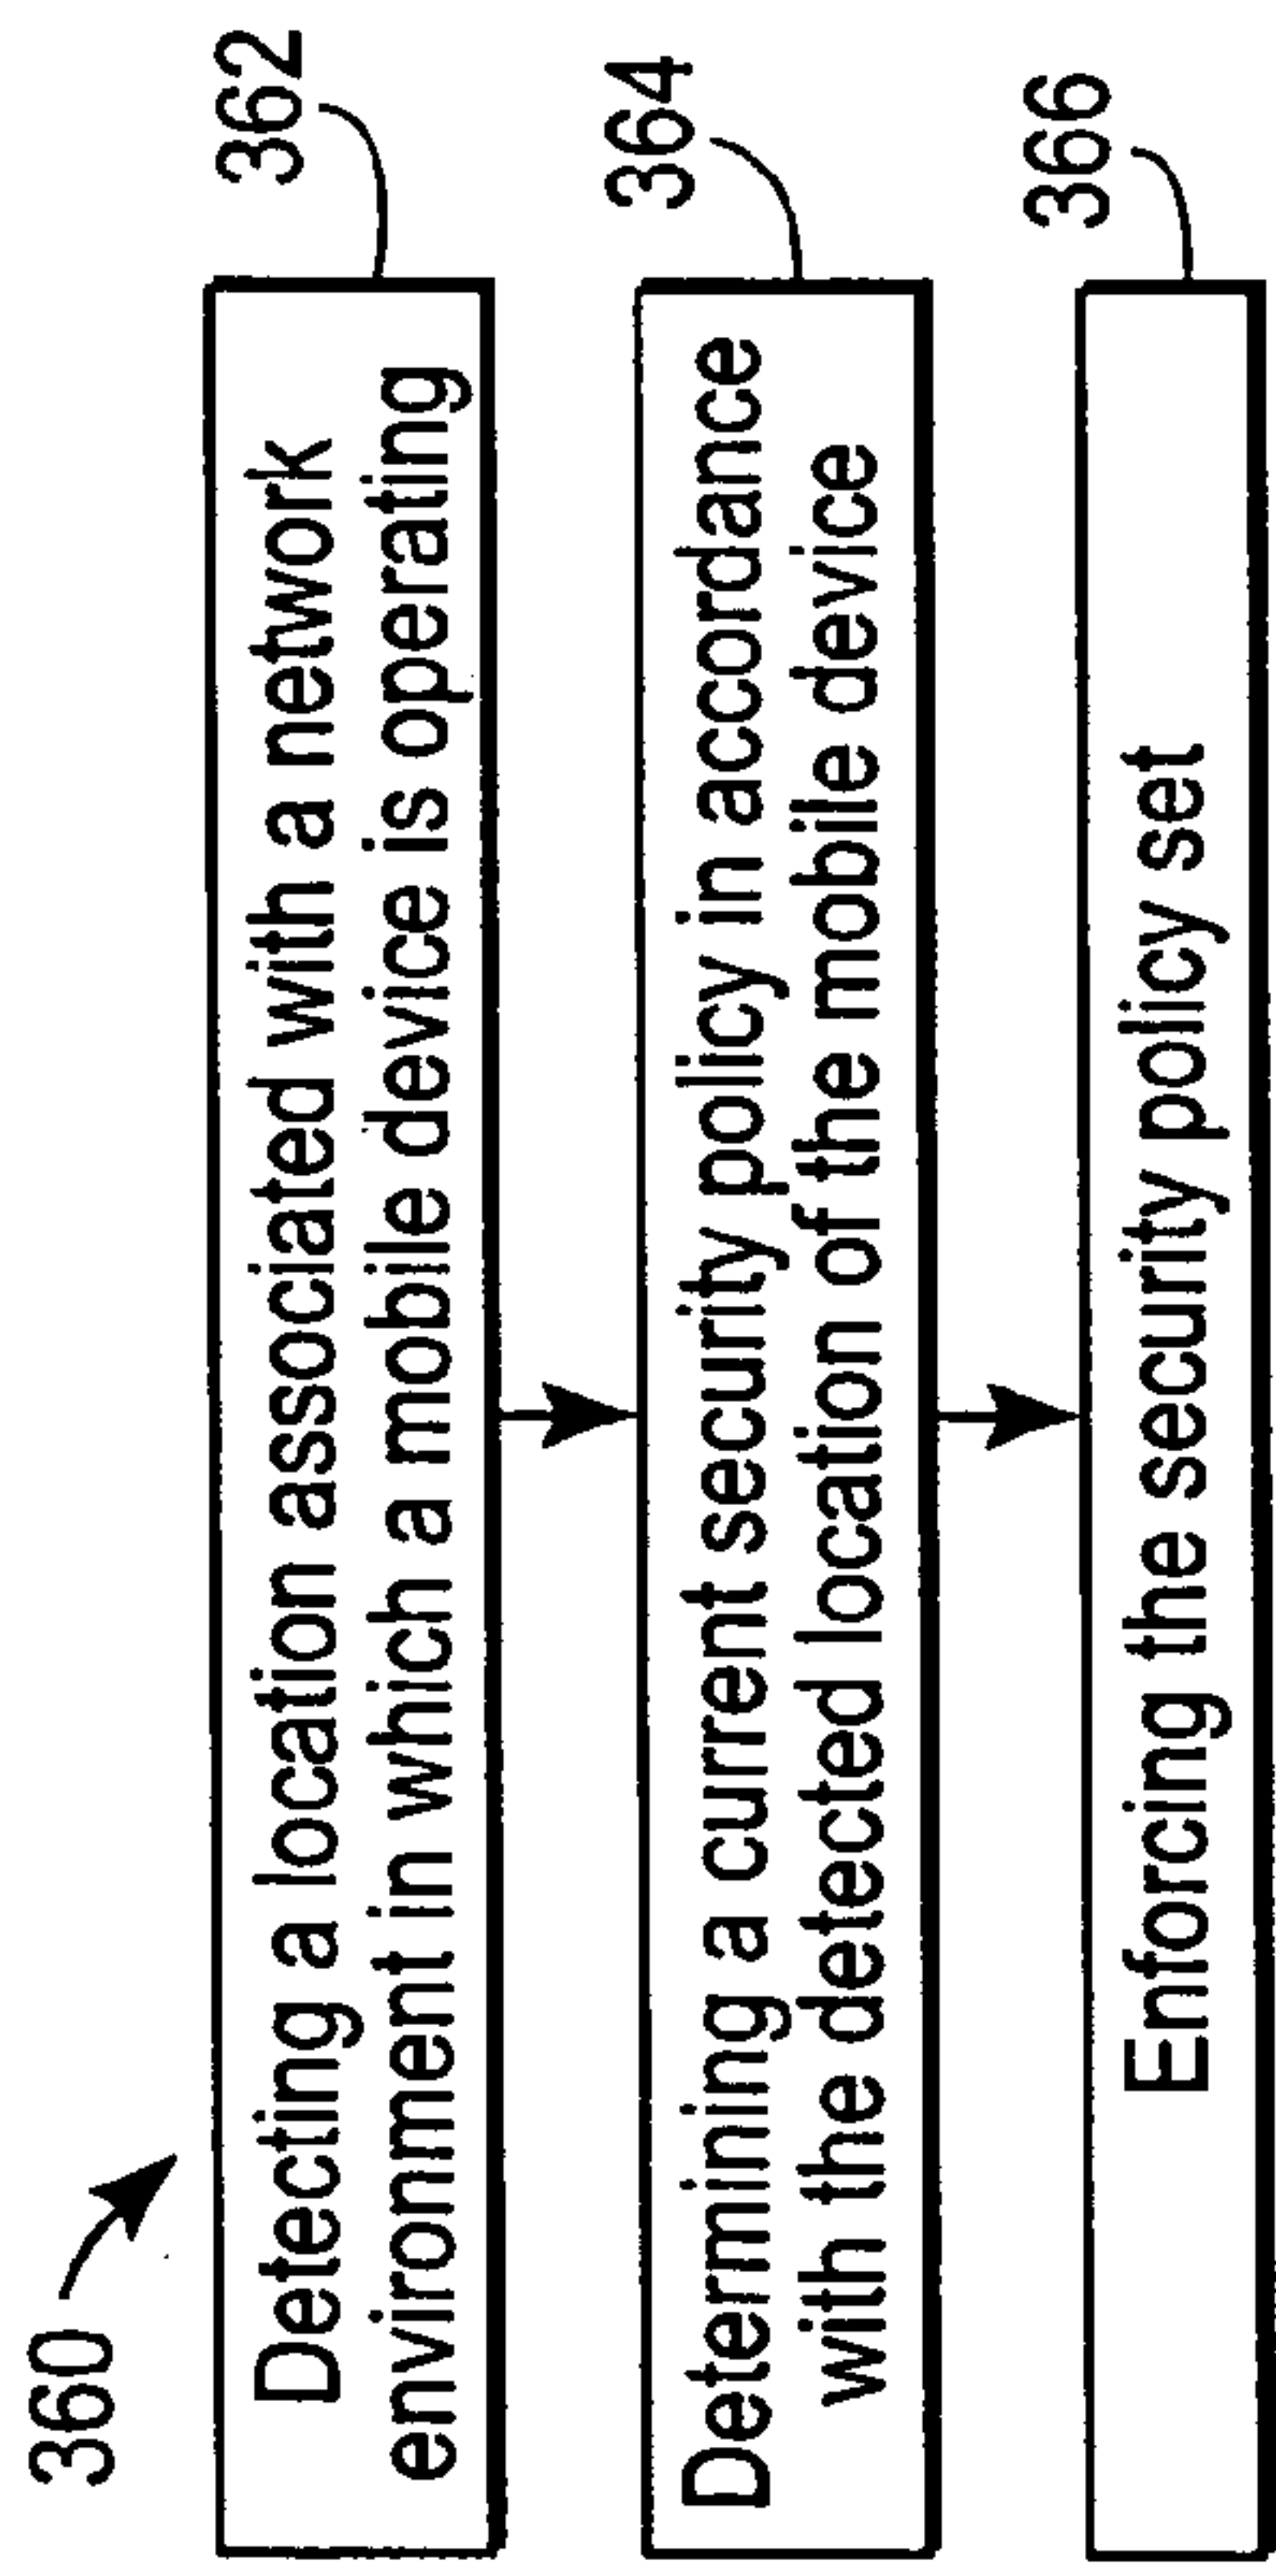 360
362
Detecting a location associated with a network
environment in which a mobile device is operating
364
Determining a current security policy in accordance
with the detected location of the mobile device
366
Enforcing the security policy set